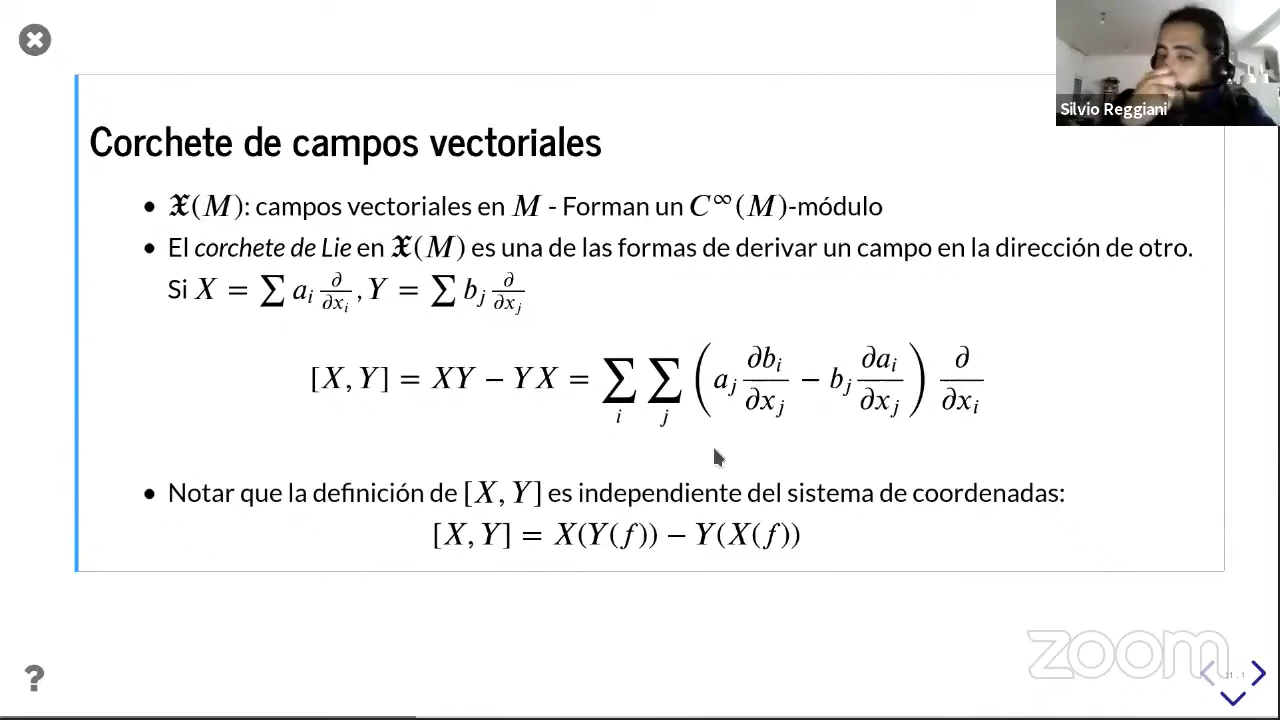 Silvio Reggiani
Corchete de campos vectoriales
• 𝔛(M): campos vectoriales en M - Forman un C^∞(M)-módulo
• El corchete de Lie en 𝔛(M) es una de las formas de derivar un campo en la dirección de otro.
Si X = ∑ a_i ∂/∂x_i, Y = ∑ b_j ∂/∂x_j
[X, Y] = XY − YX = ∑_i ∑_j (a_j ∂b_i/∂x_j − b_j ∂a_i/∂x_j) ∂/∂x_i
• Notar que la definición de [X, Y] es independiente del sistema de coordenadas:
[X, Y] = X(Y(f)) − Y(X(f))
zoom
?